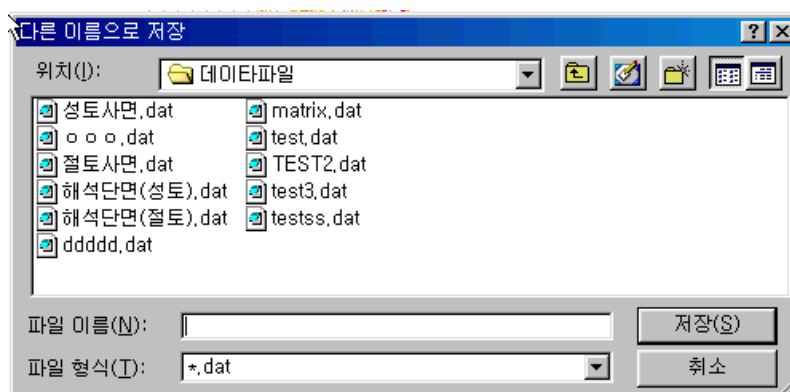 다른 이름으로 저장
위치(I):
데이타파일
성토사면.dat
ㅇㅇㅇ.dat
절토사면.dat
해석단면(성토).dat
해석단면(절토).dat
ddddd.dat
matrix.dat
test.dat
TEST2.dat
test3.dat
testss.dat
파일 이름(N):
저장(S)
파일 형식(T):
*.dat
취소